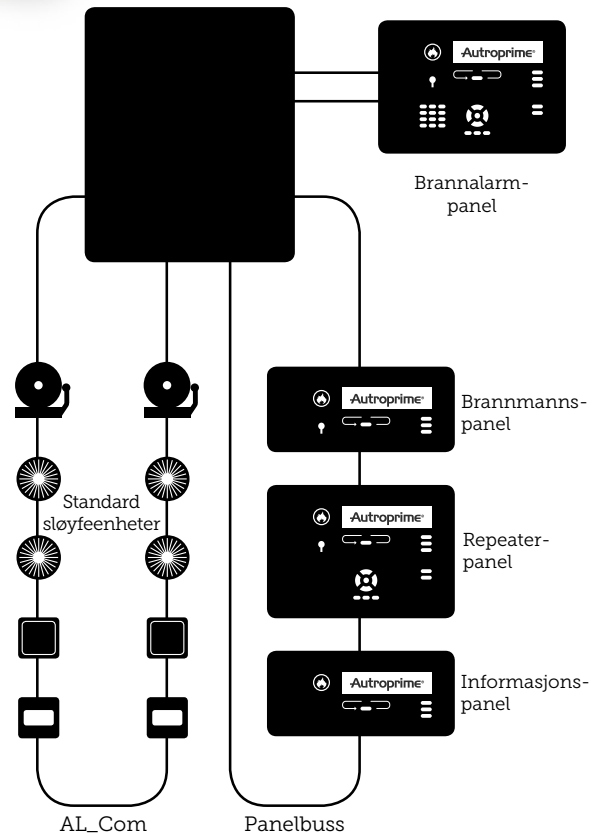 Autroprime®
Brannalarm-
panel
Autroprime®
Brannmanns-
panel
Standard
sløyfeenheter
Autroprime®
Repeater-
panel
Autroprime®
Informasjons-
panel
AL_Com
Panelbuss